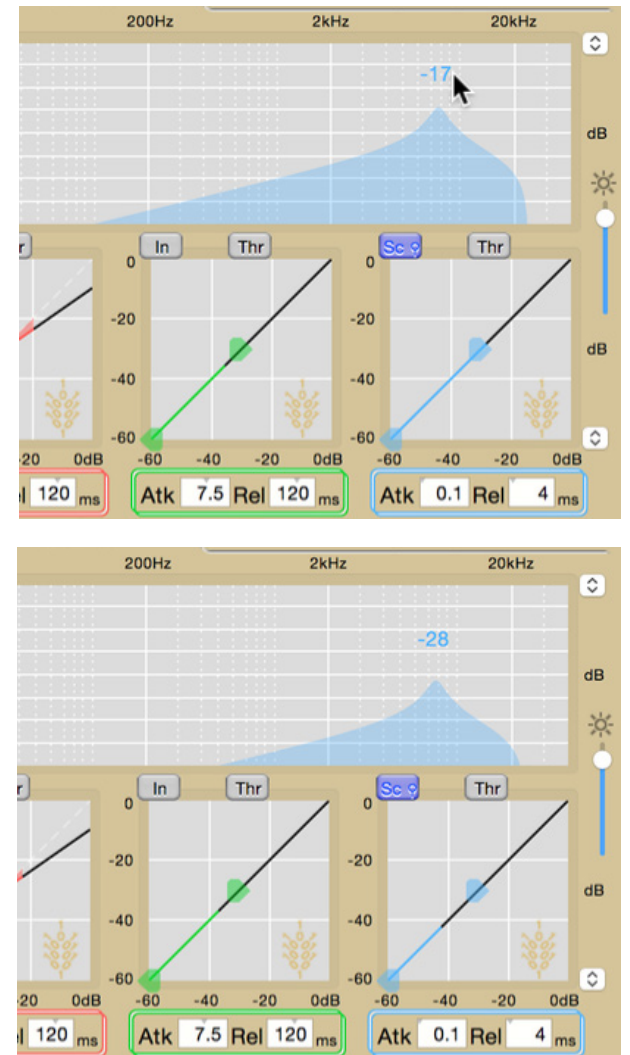 200Hz 2kHz 20kHz
-17
dB
r In Thr Sc Thr
0 0
-20 -20
dB
-40 -40
-60 -60
-20 0dB -60 -40 -20 0dB -60 -40 -20 0dB
l 120 ms Atk 7.5 Rel 120 ms Atk 0.1 Rel 4 ms
200Hz 2kHz 20kHz
-28
dB
r In Thr Sc Thr
0 0
-20 -20
dB
-40 -40
-60 -60
-20 0dB -60 -40 -20 0dB -60 -40 -20 0dB
l 120 ms Atk 7.5 Rel 120 ms Atk 0.1 Rel 4 ms